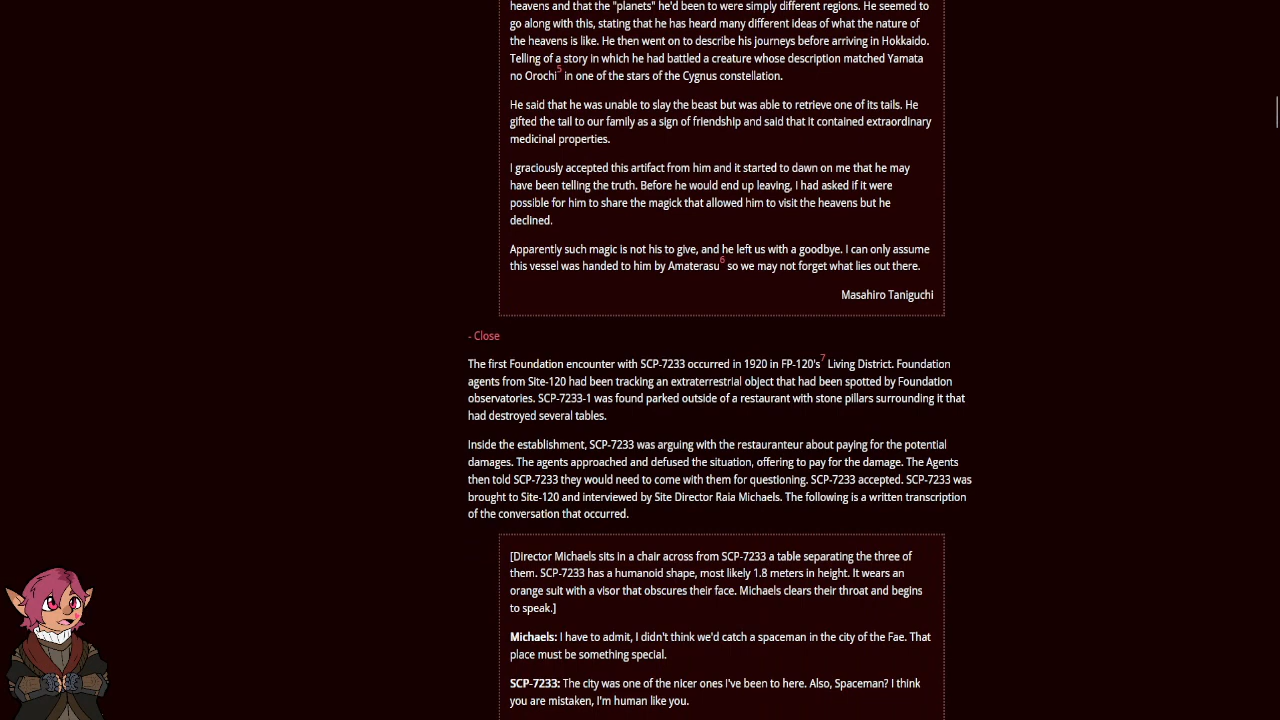 heavens and that the "planets" he'd been to were simply different regions. He seemed to
go along with this, stating that he has heard many different ideas of what the nature of
the heavens is like. He then went on to describe his journeys before arriving in Hokkaido.
Telling of a story in which he had battled a creature whose description matched Yamata
no Orochi5 in one of the stars of the Cygnus constellation.
He said that he was unable to slay the beast but was able to retrieve one of its tails. He
gifted the tail to our family as a sign of friendship and said that it contained extraordinary
medicinal properties.
I graciously accepted this artifact from him and it started to dawn on me that he may
have been telling the truth. Before he would end up leaving, I had asked if it were
possible for him to share the magick that allowed him to visit the heavens but he
declined.
Apparently such magic is not his to give, and he left us with a goodbye. I can only assume
this vessel was handed to him by Amaterasu6 so we may not forget what lies out there.
Masahiro Taniguchi
- Close
The first Foundation encounter with SCP-7233 occurred in 1920 in FP-120's7 Living District. Foundation
agents from Site-120 had been tracking an extraterrestrial object that had been spotted by Foundation
observatories. SCP-7233-1 was found parked outside of a restaurant with stone pillars surrounding it that
had destroyed several tables.
Inside the establishment, SCP-7233 was arguing with the restauranteur about paying for the potential
damages. The agents approached and defused the situation, offering to pay for the damage. The Agents
then told SCP-7233 they would need to come with them for questioning. SCP-7233 accepted. SCP-7233 was
brought to Site-120 and interviewed by Site Director Raia Michaels. The following is a written transcription
of the conversation that occurred.
[Director Michaels sits in a chair across from SCP-7233 a table separating the three of
them. SCP-7233 has a humanoid shape, most likely 1.8 meters in height. It wears an
orange suit with a visor that obscures their face. Michaels clears their throat and begins
to speak.]
Michaels: I have to admit, I didn't think we'd catch a spaceman in the city of the Fae. That
place must be something special.
SCP-7233: The city was one of the nicer ones I've been to here. Also, Spaceman? I think
you are mistaken, I'm human like you.